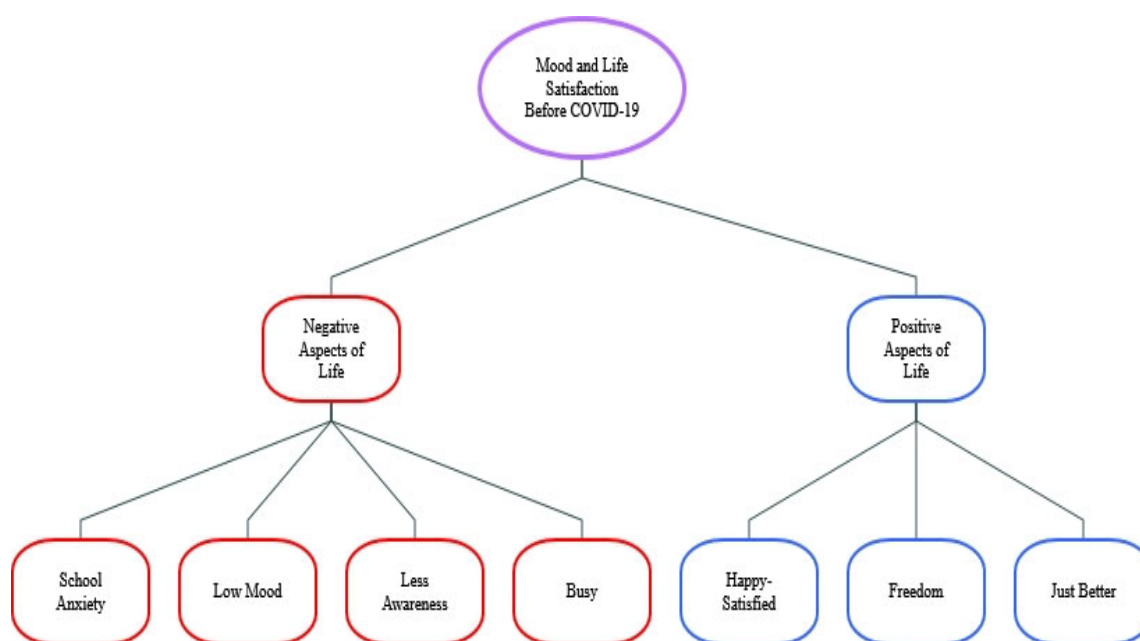 Mood and Life
Satisfaction
Before COVID-19
Negative
Aspects of
Life
Positive
Aspects of
Life
School
Anxiety
Low Mood
Less
Awareness
Busy
Happy-
Satisfied
Freedom
Just Better